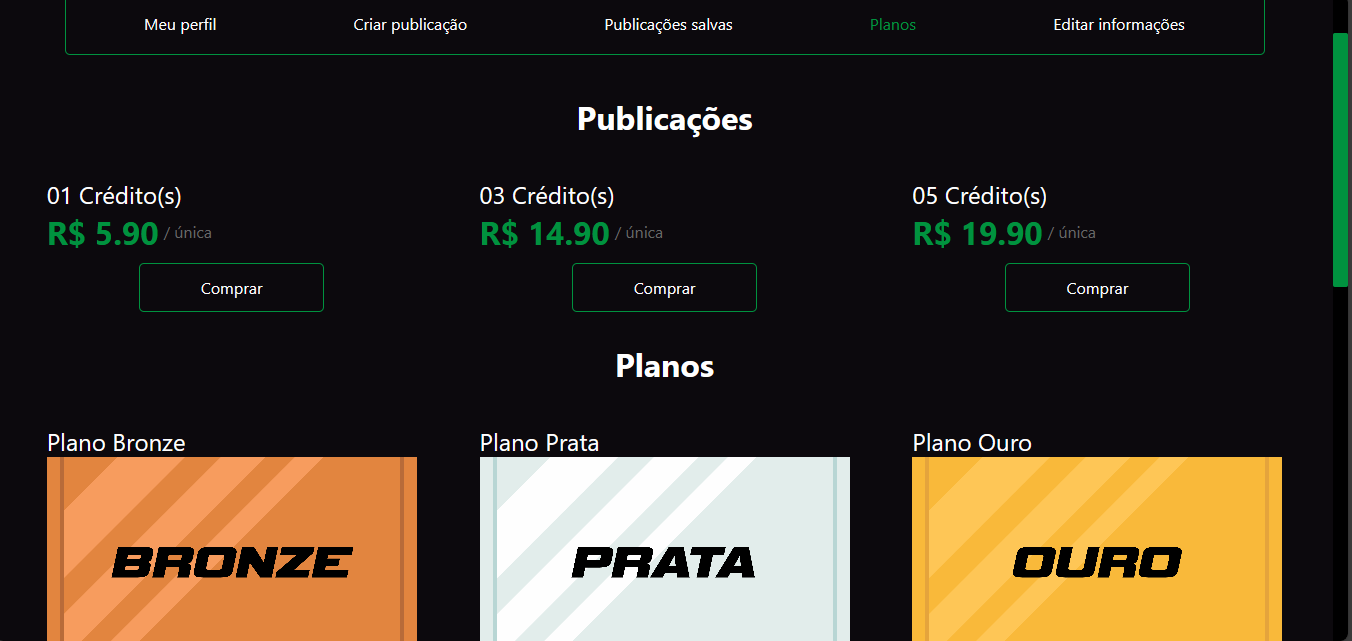 Meu perfil Criar publicação Publicações salvas Planos Editar informações
Publicações
01 Crédito(s) 03 Crédito(s) 05 Crédito(s)
R$ 5.90 / única R$ 14.90 / única R$ 19.90 / única
Comprar Comprar Comprar
Planos
Plano Bronze Plano Prata Plano Ouro
BRONZE PRATA OURO